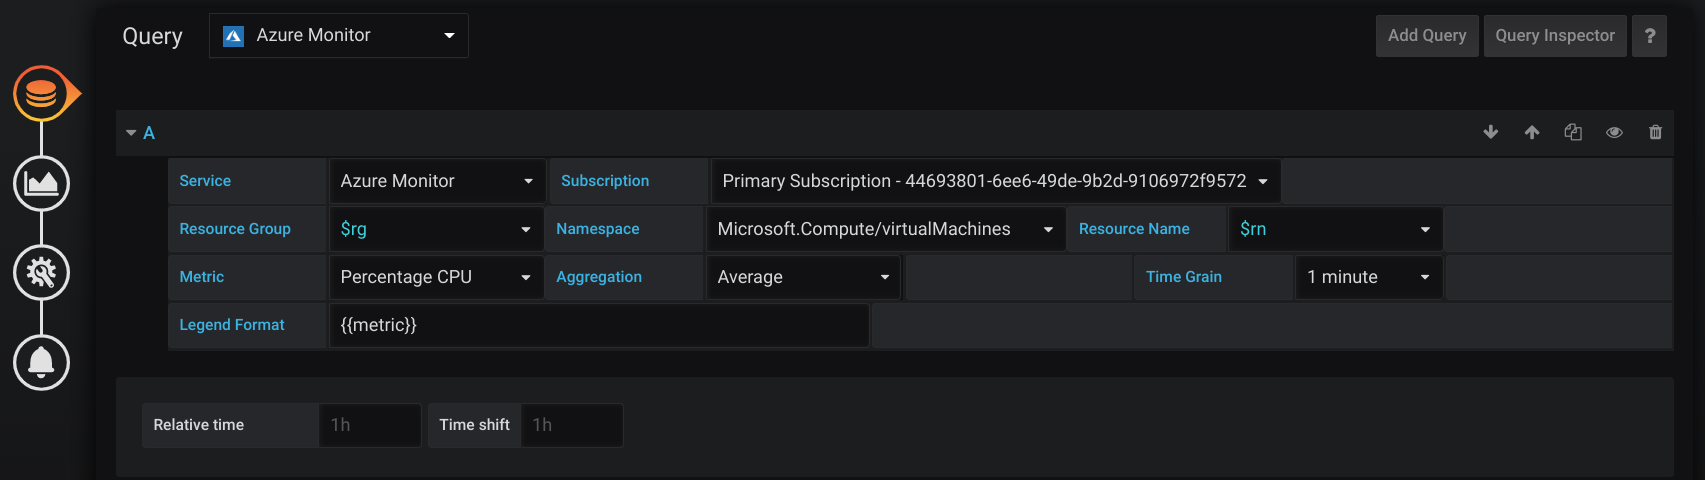 Query Azure Monitor Add Query Query Inspector ?
A
Service Azure Monitor Subscription Primary Subscription - 44693801-6ee6-49de-9b2d-9106972f9572
Resource Group $rg Namespace Microsoft.Compute/virtualMachines Resource Name $rn
Metric Percentage CPU Aggregation Average Time Grain 1 minute
Legend Format {{metric}}
Relative time 1h Time shift 1h